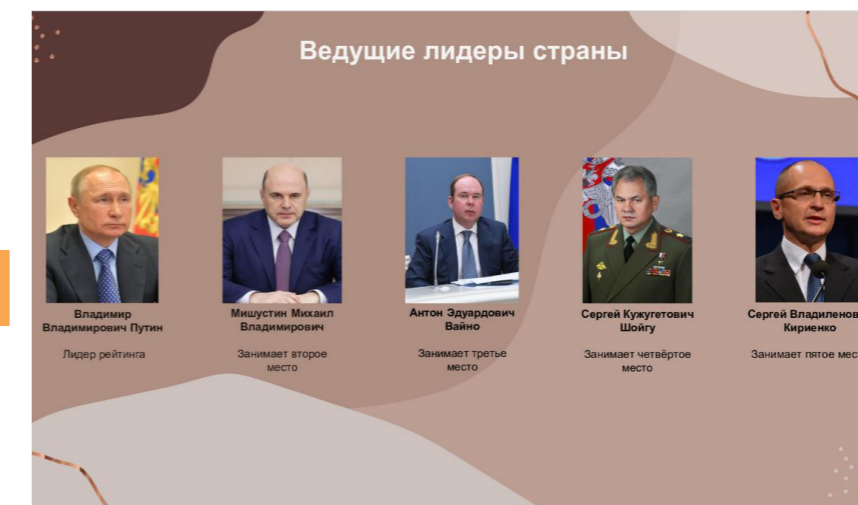 Ведущие лидеры страны
Владимир
Владимирович Путин
Лидер рейтинга
Мишустин Михаил
Владимирович
Занимает второе
место
Антон Эдуардович
Вайно
Занимает третье
место
Сергей Кужугетович
Шойгу
Занимает четвёртое
место
Сергей Владиленов
Кириенко
Занимает пятое мес